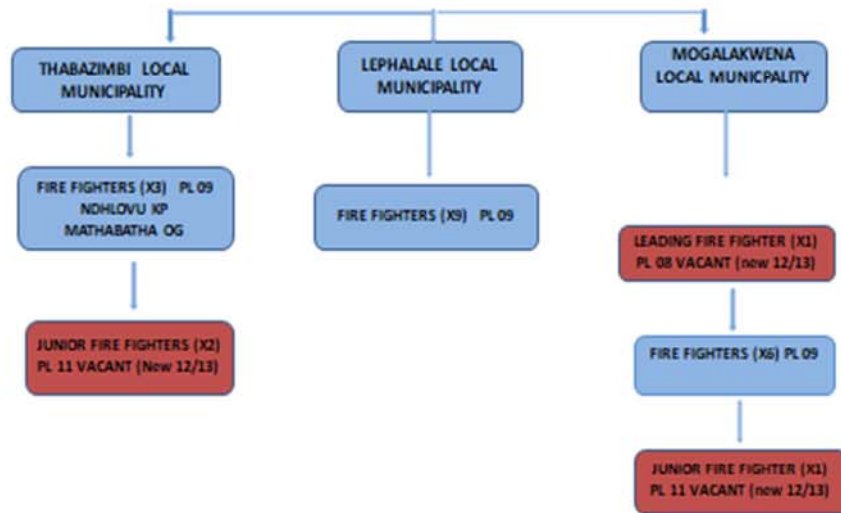 THABAZIMBI LOCAL
MUNICIPALITY
LEPHALALE LOCAL
MUNICIPALITY
MOGALAKWENA
LOCAL MUNICPALITY
FIRE FIGHTERS (X3) PL 09
NDHLOVU KP
MATHABATHA OG
FIRE FIGHTERS (X9) PL 09
LEADING FIRE FIGHTER (X1)
PL 08 VACANT (new 12/13)
JUNIOR FIRE FIGHTERS (X2)
PL 11 VACANT (New 12/13)
FIRE FIGHTERS (X6) PL 09
JUNIOR FIRE FIGHTER (X1)
PL 11 VACANT (new 12/13)